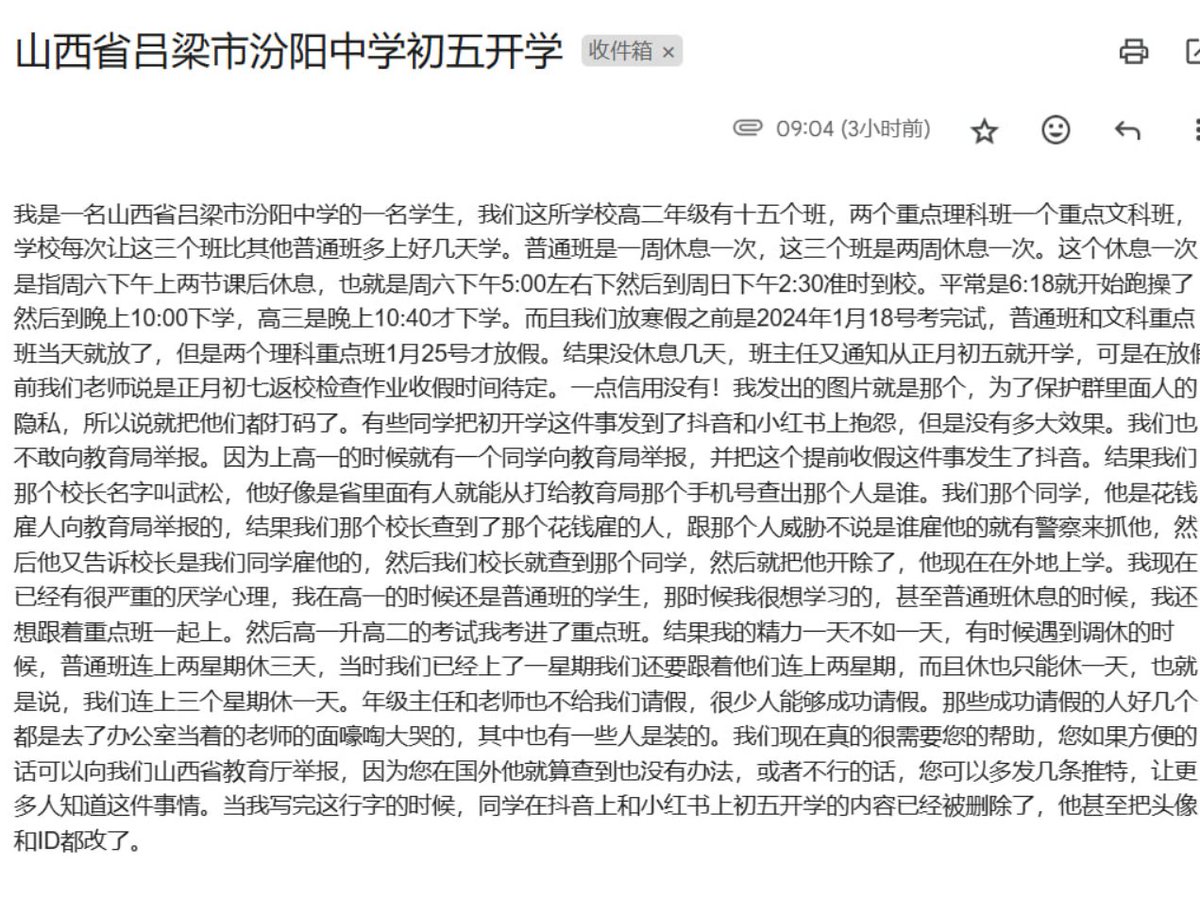 山西省吕梁市汾阳中学初五开学 收件箱 ×
09:04 (3小时前)
我是一名山西省吕梁市汾阳中学的一名学生，我们这所学校高二年级有十五个班，两个重点理科班一个重点文科班，
学校每次让这三个班比其他普通班多上好几天学。普通班是一周休息一次，这三个班是两周休息一次。这个休息一次
是指周六下午上两节课后休息，也就是周六下午5:00左右下然后到周日下午2:30准时到校。平常是6:18就开始跑操了
然后到晚上10:00下学，高三是晚上10:40才下学。而且我们放寒假之前是2024年1月18号考完试，普通班和文科重点
班当天就放了，但是两个理科重点班1月25号才放假。结果没休息几天，班主任又通知从正月初五就开学，可是在放假
前我们老师说是正月初七返校检查作业收假时间待定。一点信用没有！我发出的图片就是那个，为了保护群里面人的
隐私，所以说就把他们都打码了。有些同学把初开学这件事发到了抖音和小红书上抱怨，但是没有多大效果。我们也
不敢向教育局举报。因为上高一的时候就有一个同学向教育局举报，并把这个提前收假这件事发生了抖音。结果我们
那个校长名字叫武松，他好像是省里面有人就能从打给教育局那个手机号查出那个人是谁。我们那个同学，他是花钱
雇人向教育局举报的，结果我们那个校长查到了那个花钱雇的人，跟那个人威胁不说是谁雇他的就有警察来抓他，然
后他又告诉校长是我们同学雇他的，然后我们校长就查到那个同学，然后就把他开除了，他现在在外地上学。我现在
已经有很严重的厌学心理，我在高一的时候还是普通班的学生，那时候我很想学习的，甚至普通班休息的时候，我还
想跟着重点班一起上。然后高一升高二的考试我考进了重点班。结果我的精力一天不如一天，有时候遇到调休的时
候，普通班连上两星期休三天，当时我们已经上了一星期我们还要跟着他们连上两星期，而且休也只能休一天，也就
是说，我们连上三个星期休一天。年级主任和老师也不给我们请假，很少人能够成功请假。那些成功请假的人好几个
都是去了办公室当着的老师的面嚎啕大哭的，其中也有一些人是装的。我们现在真的很需要您的帮助，您如果方便的
话可以向我们山西省教育厅举报，因为您在国外他就算查到也没有办法，或者不行的话，您可以多发几条推特，让更
多人知道这件事情。当我写完这行字的时候，同学在抖音上和小红书上初五开学的内容已经被删除了，他甚至把头像
和ID都改了。